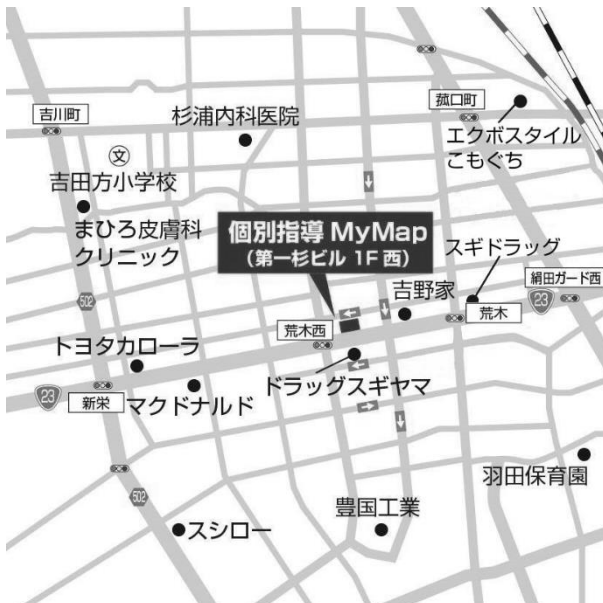 吉川町
杉浦内科医院
菰口町
エクボスタイル
こもぐち
文
吉田方小学校
まひろ皮膚科
クリニック
個別指導 MyMap
(第一杉ビル 1F 西)
スギドラッグ
絹田ガード西
23
吉野家
荒木
502
荒木西
トヨタカローラ
ドラッグスギヤマ
23
新栄
マクドナルド
羽田保育園
502
スシロー
豊国工業